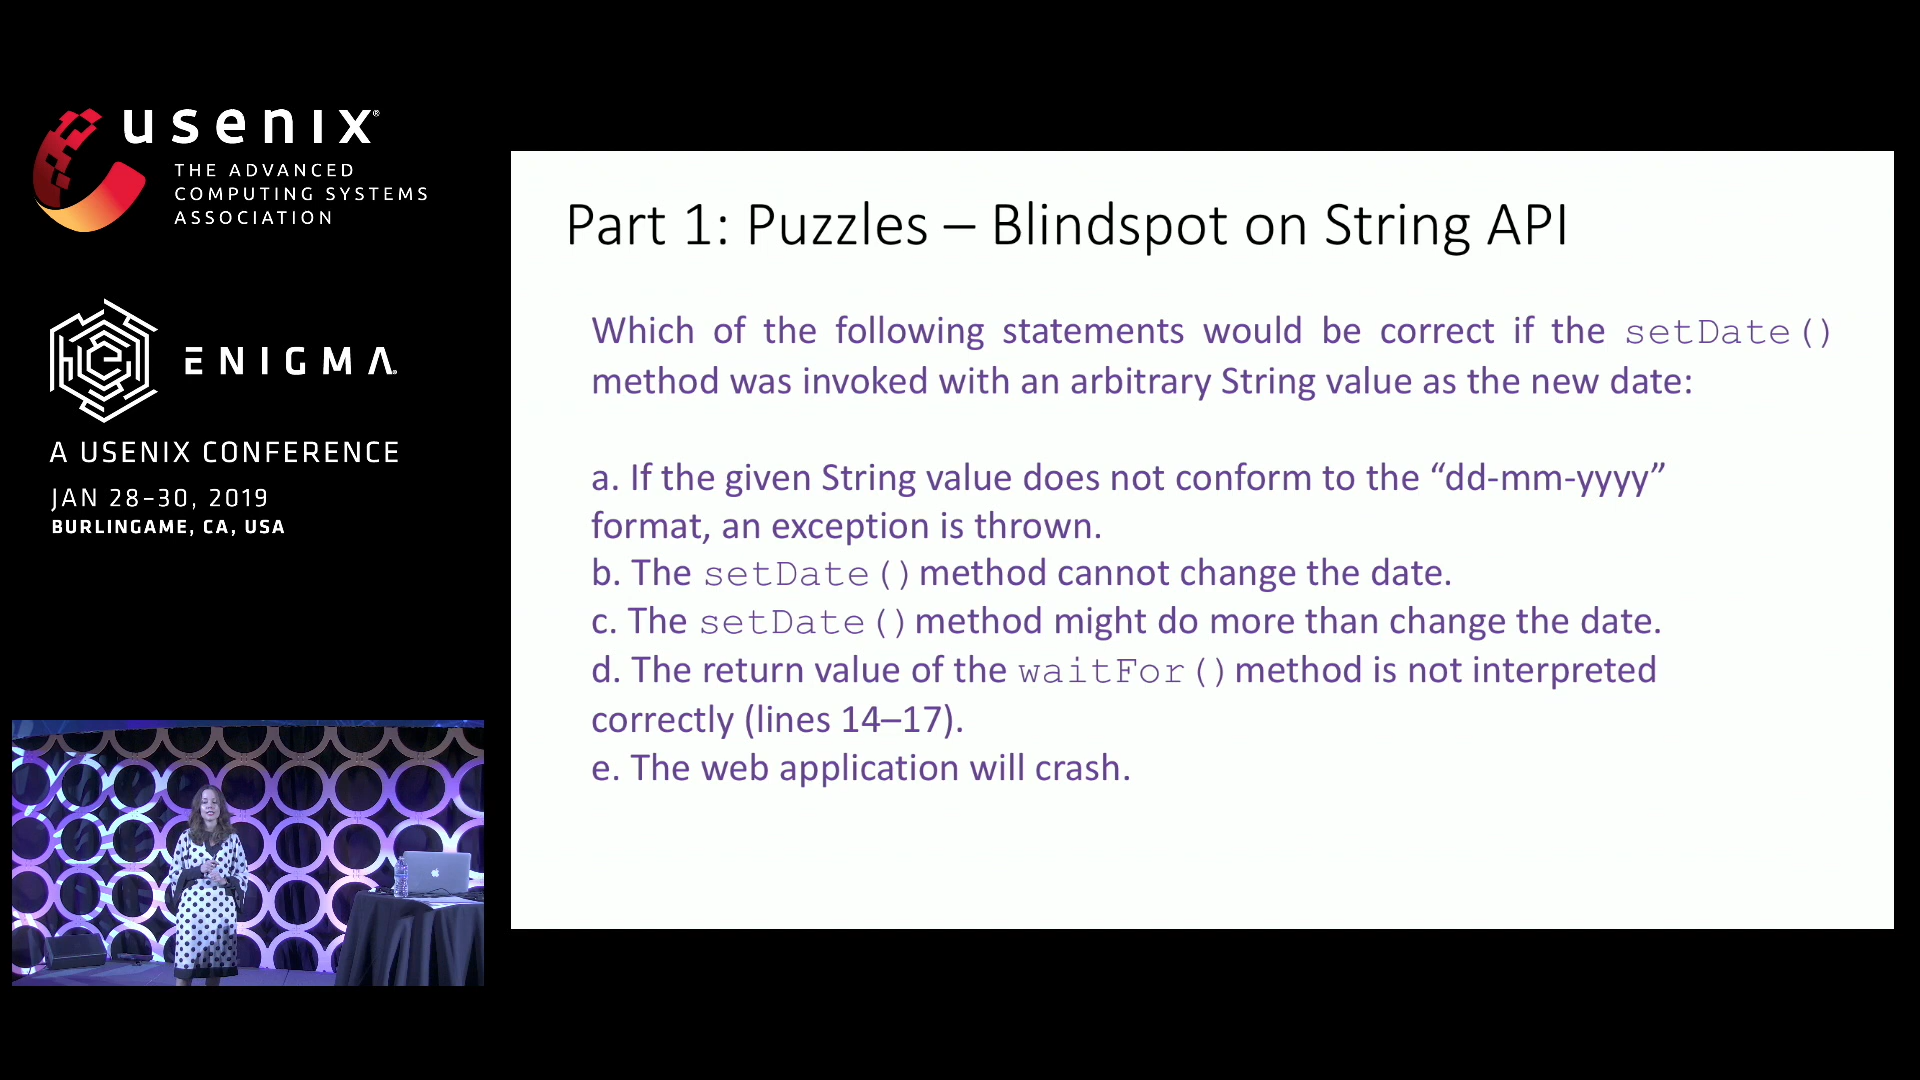 usenix®
THE ADVANCED
COMPUTING SYSTEMS
ASSOCIATION
ENIGMA.
A USENIX CONFERENCE
JAN 28–30, 2019
BURLINGAME, CA, USA
Part 1: Puzzles – Blindspot on String API
Which of the following statements would be correct if the setDate()
method was invoked with an arbitrary String value as the new date:
a. If the given String value does not conform to the “dd-mm-yyyy”
format, an exception is thrown.
b. The setDate() method cannot change the date.
c. The setDate() method might do more than change the date.
d. The return value of the waitFor() method is not interpreted
correctly (lines 14–17).
e. The web application will crash.